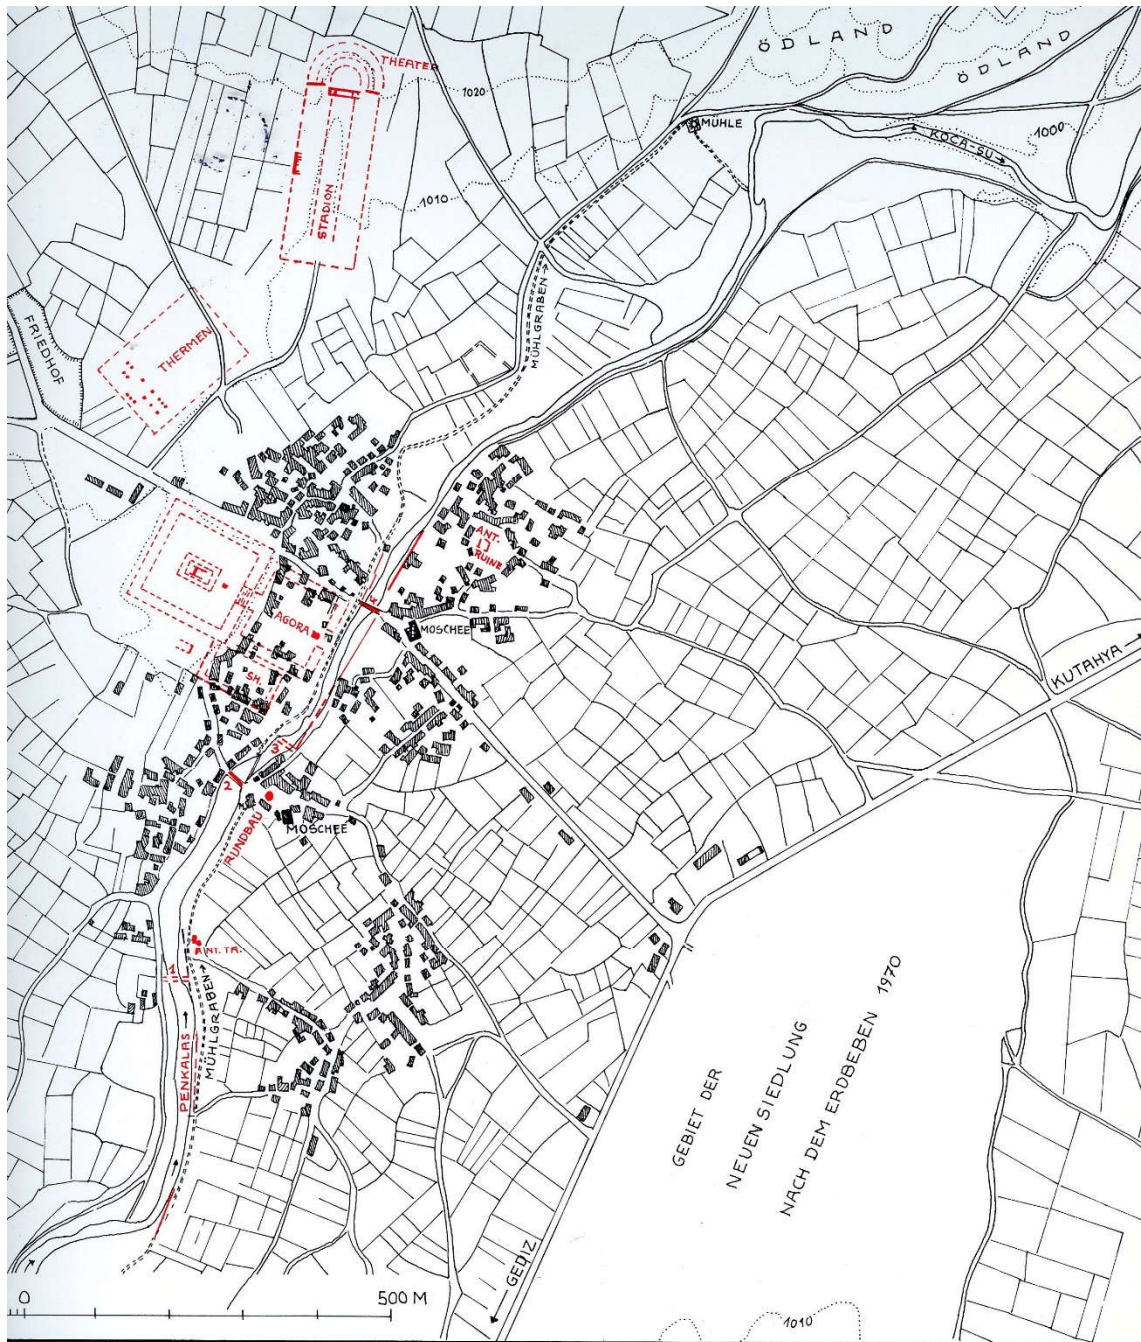 ÖDLAND
ÖDLAND
THEATER
1020
MÜHLE
1000
KOCA-SU
1010
STADION
MÜHLGRABEN
FRIEDHOF
THERMEN
ANT.
RUINE
4
AGORA
MOSCHEE
SH.
KUTAHYA
3
2
MOSCHEE
RUNDBAU
ANT. TR.
1
MÜHLGRABEN
PENKALAS
GEBIET DER
NEUEN SIEDLUNG
NACH DEM ERDBEBEN 1970
GEDIZ
0
500 M
1010